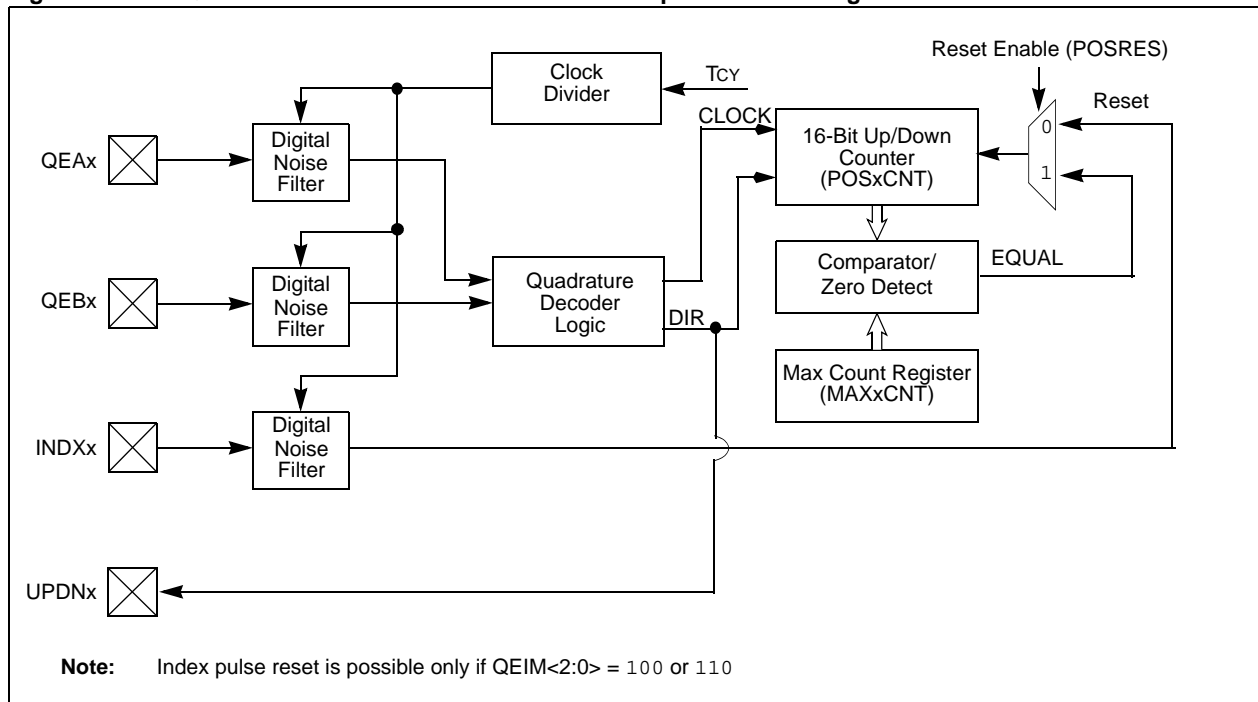 Clock
Divider
TCY
Reset Enable (POSRES)
Reset
QEAx
Digital
Noise
Filter
CLOCK
16-Bit Up/Down
Counter
(POSxCNT)
0
1
QEBx
Digital
Noise
Filter
Quadrature
Decoder
Logic
DIR
Comparator/
Zero Detect
EQUAL
Max Count Register
(MAXxCNT)
INDXx
Digital
Noise
Filter
UPDNx
Note: Index pulse reset is possible only if QEIM<2:0> = 100 or 110